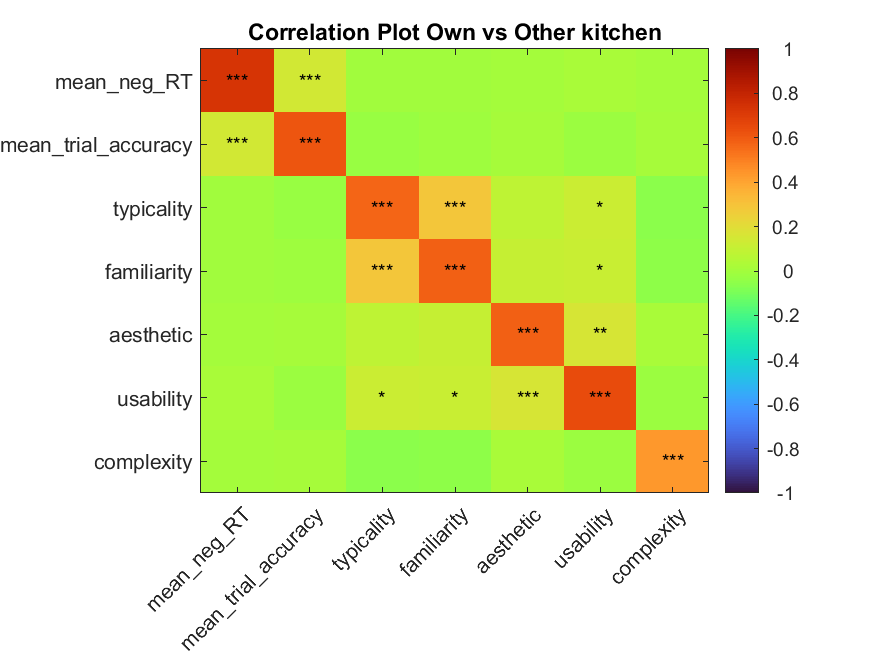 Correlation Plot Own vs Other kitchen
mean_neg_RT *** ***
mean_trial_accuracy *** ***
typicality *** *** *
familiarity *** *** *
aesthetic *** **
usability * * *** ***
complexity ***
mean_neg_RT
mean_trial_accuracy
typicality
familiarity
aesthetic
usability
complexity
1
0.8
0.6
0.4
0.2
0
-0.2
-0.4
-0.6
-0.8
-1